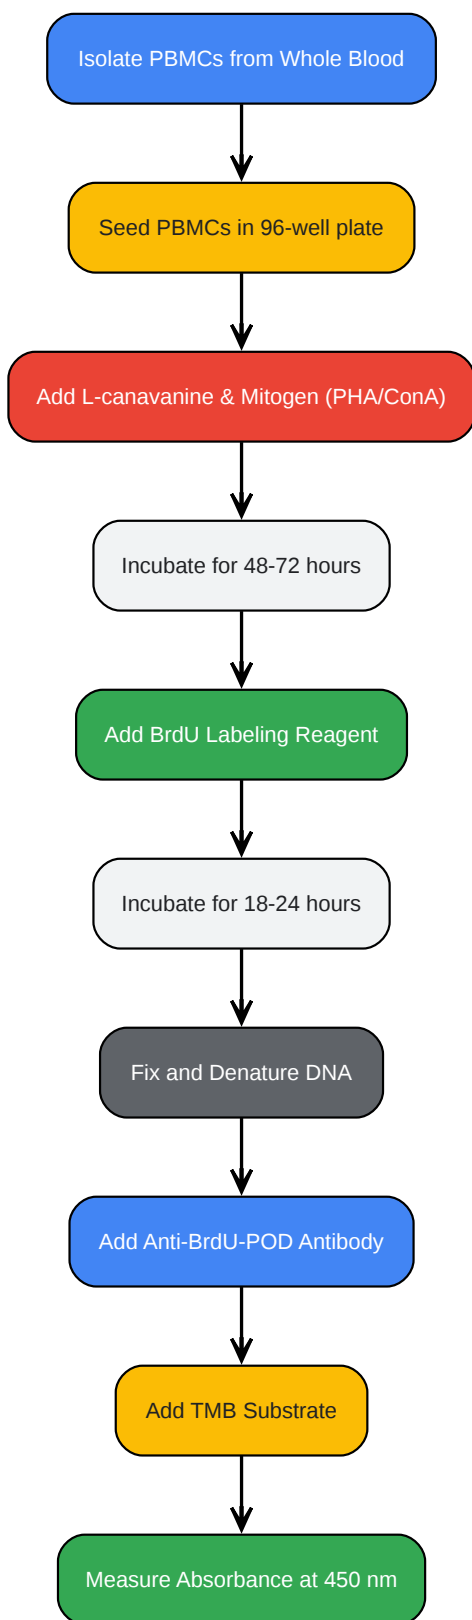 Isolate PBMCs from Whole Blood
Seed PBMCs in 96-well plate
Add L-canavanine & Mitogen (PHA/ConA)
Incubate for 48-72 hours
Add BrdU Labeling Reagent
Incubate for 18-24 hours
Fix and Denature DNA
Add Anti-BrdU-POD Antibody
Add TMB Substrate
Measure Absorbance at 450 nm